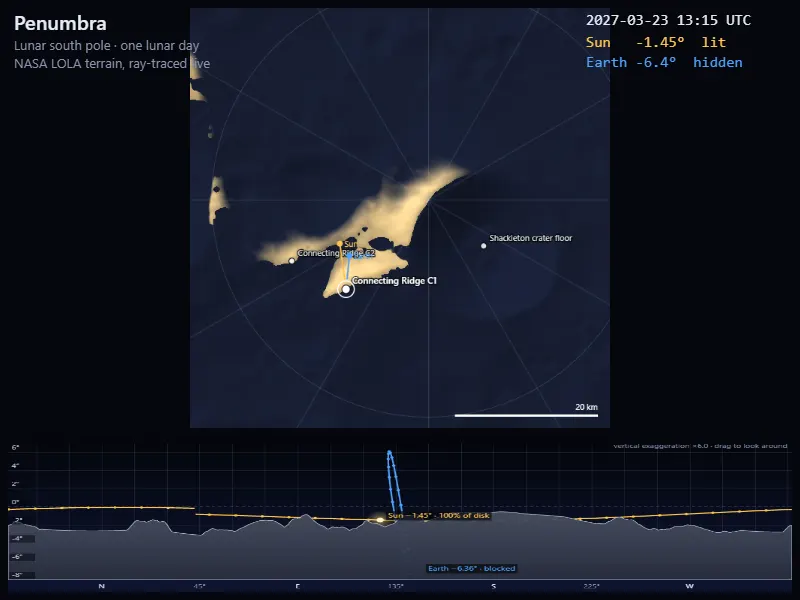 Penumbra
Lunar south pole · one lunar day
NASA LOLA terrain, ray-traced live
2027-03-23 13:15 UTC
Sun -1.45° lit
Earth -6.4° hidden
Sun
Connecting Ridge C2
Connecting Ridge C1
Shackleton crater floor
20 km
vertical exaggeration ×6.0 · drag to look around
6°
4°
2°
0°
-2°
-4°
-6°
-8°
Sun −1.45° · 100% of disk
Earth −6.36° · blocked
N
45°
E
135°
S
225°
W